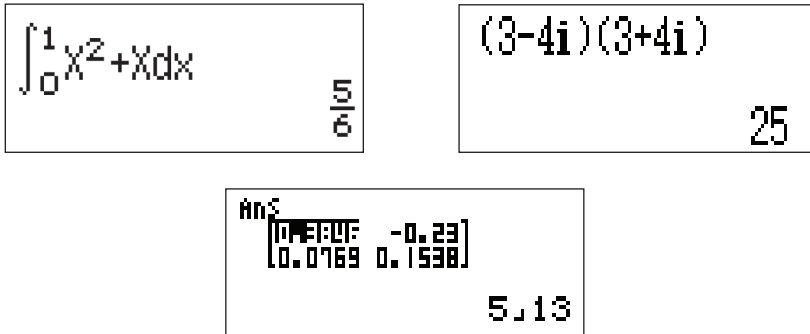 ∫₀¹X²+Xdx
5/6
(3-4i)(3+4i)
25
Ans
-0.23
0.0769 0.1538
5⌟13